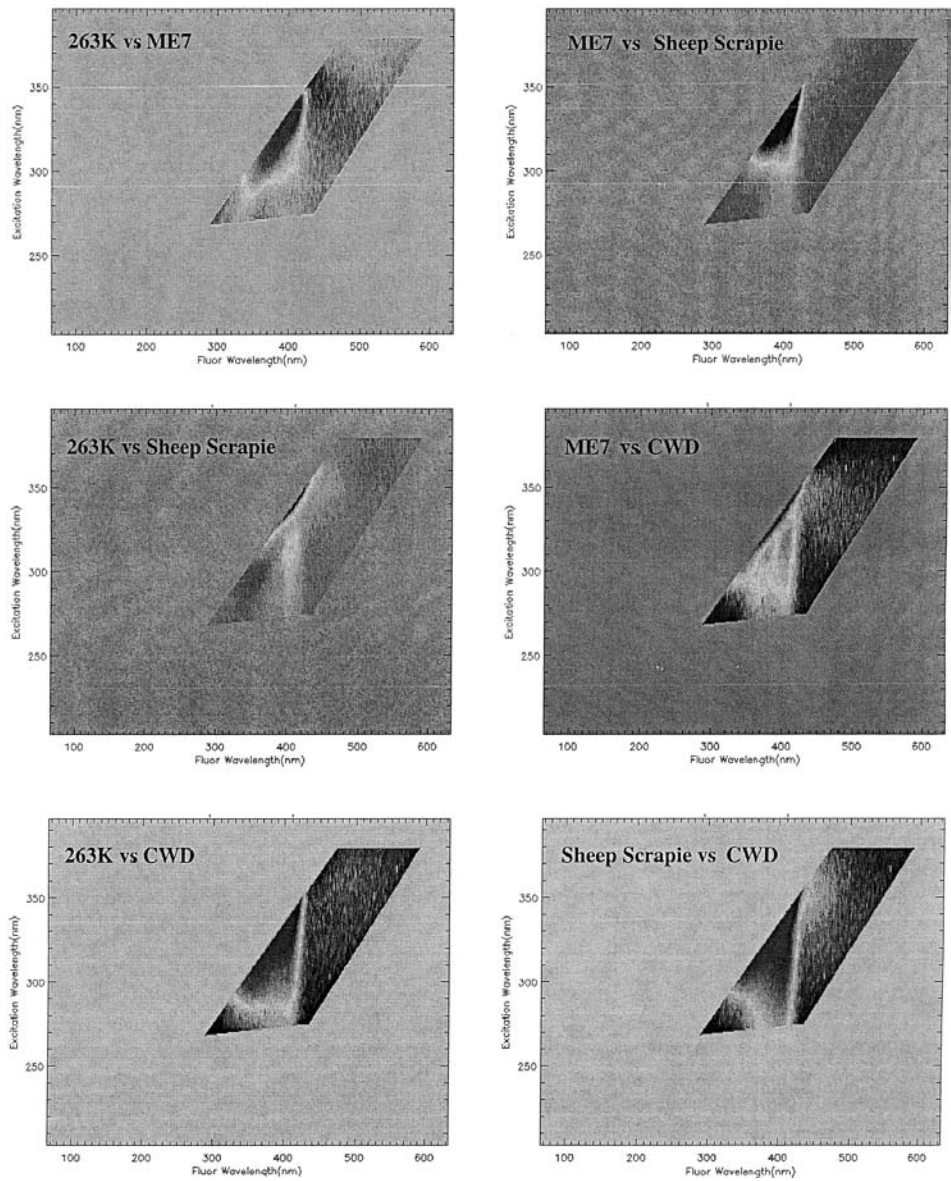 263K vs ME7
Excitation Wavelength(nm)
350
300
250
100 200 300 400 500 600
Fluor Wavelength(nm)
ME7 vs Sheep Scrapie
Excitation Wavelength(nm)
350
300
250
100 200 300 400 500 600
Fluor Wavelength(nm)
263K vs Sheep Scrapie
Excitation Wavelength(nm)
350
300
250
100 200 300 400 500 600
Fluor Wavelength(nm)
ME7 vs CWD
Excitation Wavelength(nm)
350
300
250
100 200 300 400 500 600
Fluor Wavelength(nm)
263K vs CWD
Excitation Wavelength(nm)
350
300
250
100 200 300 400 500 600
Fluor Wavelength(nm)
Sheep Scrapie vs CWD
Excitation Wavelength(nm)
350
300
250
100 200 300 400 500 600
Fluor Wavelength(nm)